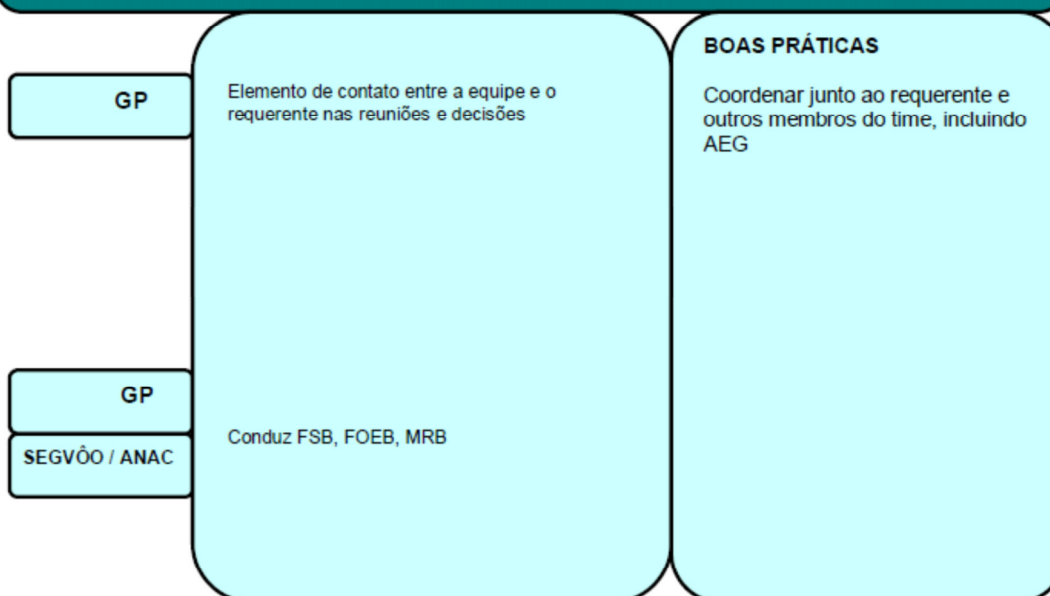 GP
Elemento de contato entre a equipe e o
requerente nas reuniões e decisões
BOAS PRÁTICAS
Coordenar junto ao requerente e
outros membros do time, incluindo
AEG
GP
SEGVÔO / ANAC
Conduz FSB, FOEB, MRB